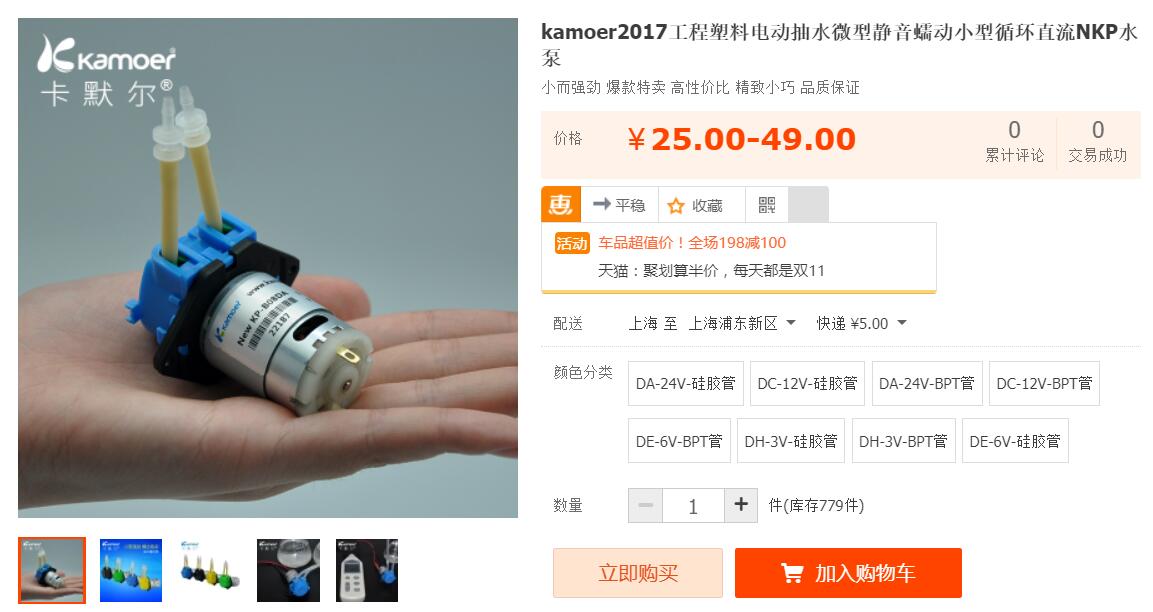 Kamoer
卡默尔®
www.ka
Kamoer
New KP-B08DA
22187
kamoer2017工程塑料电动抽水微型静音蠕动小型循环直流NKP水
泵
小而强劲 爆款特卖 高性价比 精致小巧 品质保证
价格
¥25.00-49.00
0
累计评论
0
交易成功
惠
平稳
收藏
活动 车品超值价！全场198减100
天猫：聚划算半价，每天都是双11
配送 上海 至 上海浦东新区 快递 ¥5.00
颜色分类
DA-24V-硅胶管 DC-12V-硅胶管 DA-24V-BPT管 DC-12V-BPT管
DE-6V-BPT管 DH-3V-硅胶管 DH-3V-BPT管 DE-6V-硅胶管
数量 1 件(库存779件)
立即购买 加入购物车